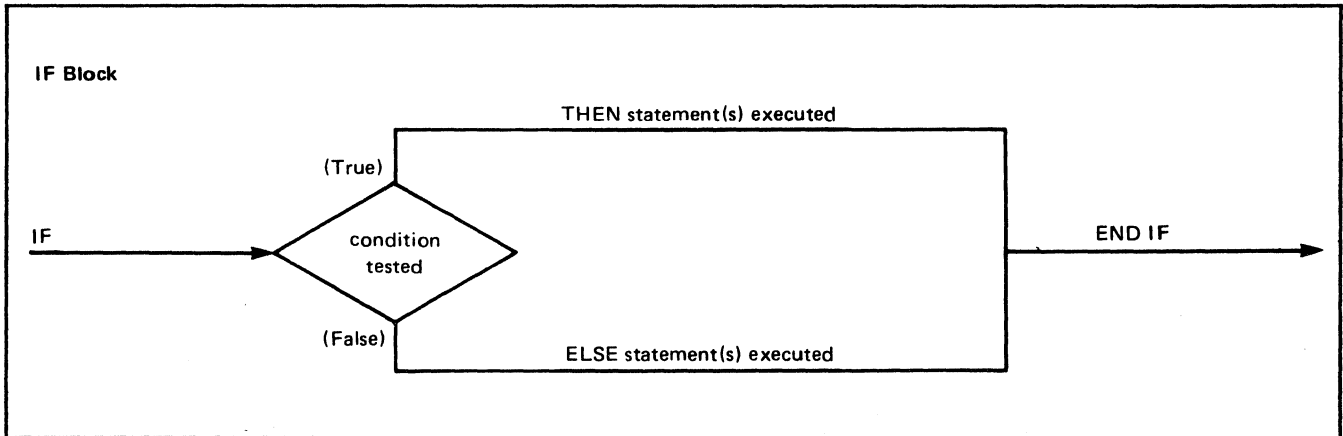 IF Block
THEN statement(s) executed
(True)
IF
condition
tested
END IF
(False)
ELSE statement(s) executed